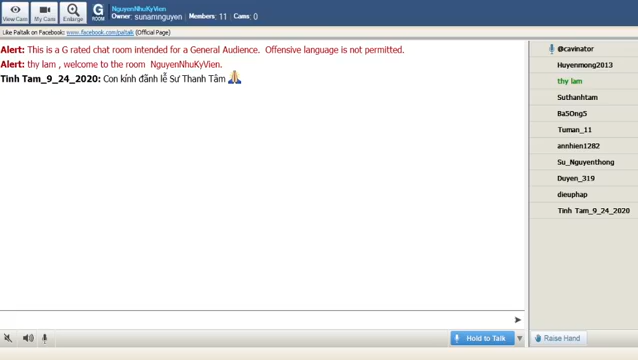 View Cam
My Cam
Enlarge
G
ROOM
NguyenNhuKyVien
Owner: sunamnguyen Members: 11 Cams: 0
Like Paltalk on Facebook: www.facebook.com/paltalk (Official Page)
Alert: This is a G rated chat room intended for a General Audience. Offensive language is not permitted.
Alert: thy lam , welcome to the room NguyenNhuKyVien.
Tinh Tam_9_24_2020: Con kính đãnh lễ Sư Thanh Tâm
@cavinator
Huyenmong2013
thy lam
Suthanhtam
Ba5Ong5
Tuman_11
annhien1282
Su_Nguyenthong
Duyen_319
dieuphap
Tinh Tam_9_24_2020
Hold to Talk
Raise Hand